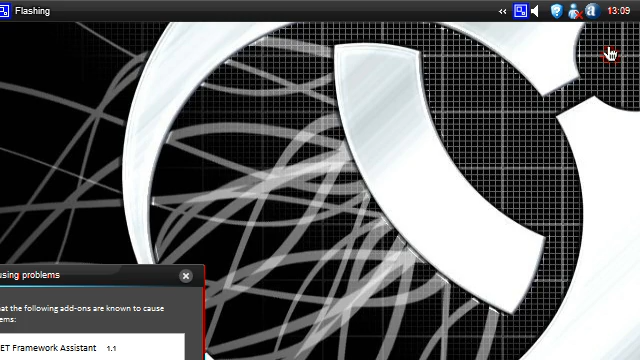 Flashing
13:09
using problems
at the following add-ons are known to cause
ems:
ET Framework Assistant 1.1